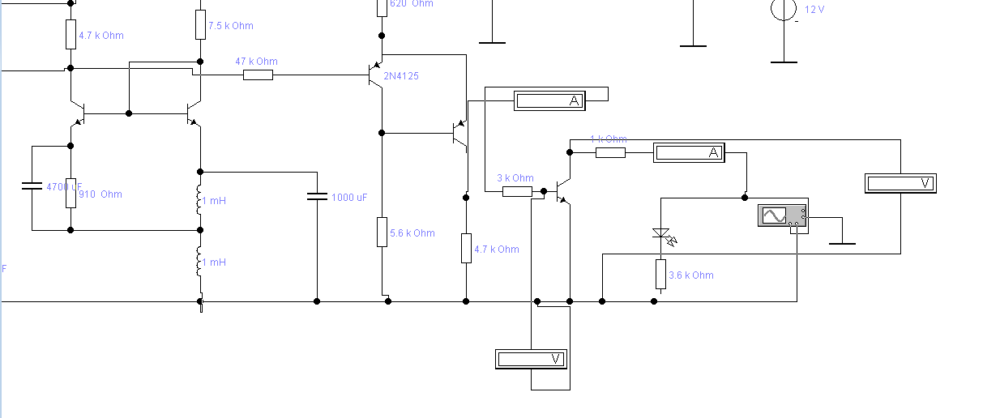 620 Ohm
12 V
7.5 k Ohm
4.7 k Ohm
47 k Ohm
2N4125
A
1 k Ohm
A
3 k Ohm
V
4700 uF
910 Ohm
1 mH
1000 uF
5.6 k Ohm
4.7 k Ohm
1 mH
F
3.6 k Ohm
V